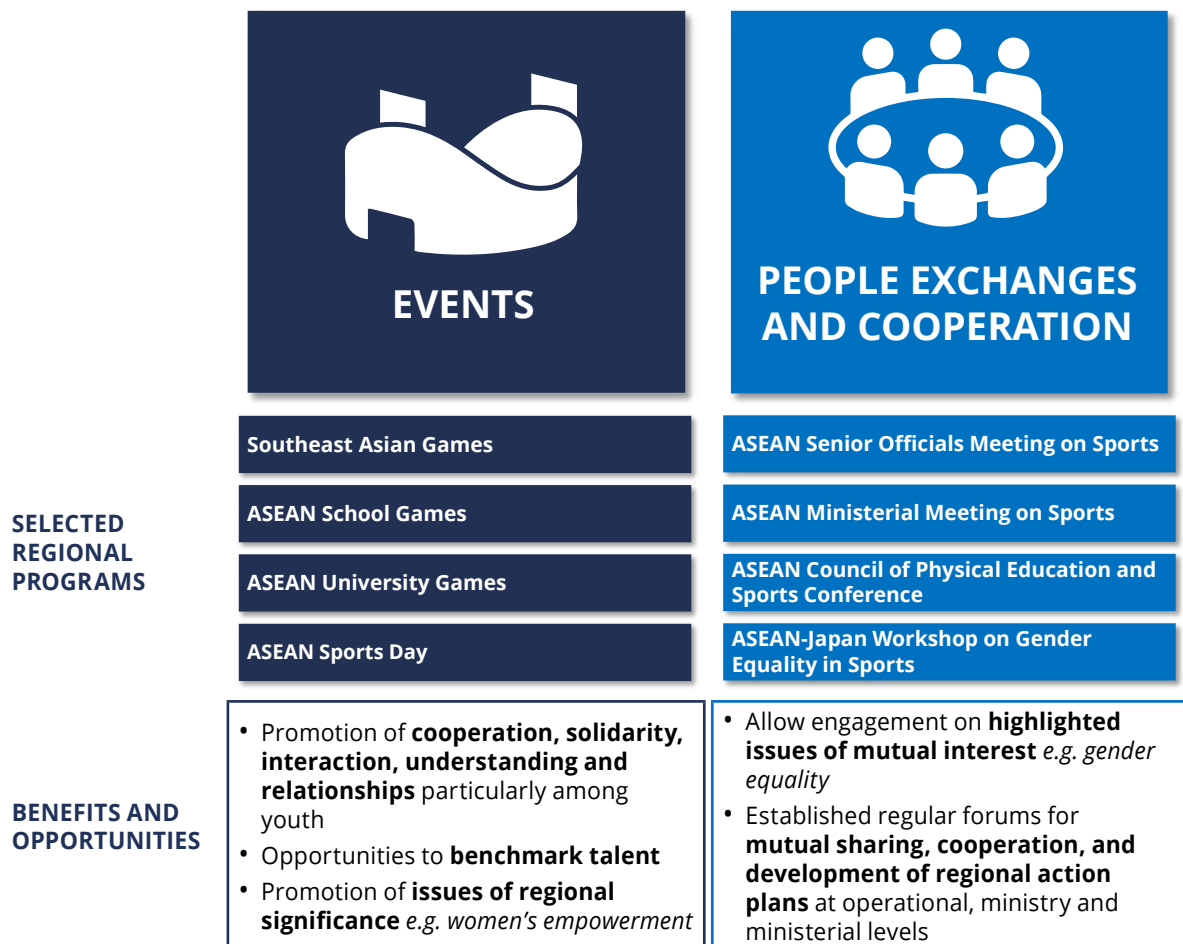 EVENTS
PEOPLE EXCHANGES
AND COOPERATION
SELECTED
REGIONAL
PROGRAMS
Southeast Asian Games
ASEAN School Games
ASEAN University Games
ASEAN Sports Day
ASEAN Senior Officials Meeting on Sports
ASEAN Ministerial Meeting on Sports
ASEAN Council of Physical Education and
Sports Conference
ASEAN-Japan Workshop on Gender
Equality in Sports
BENEFITS AND
OPPORTUNITIES
• Promotion of cooperation, solidarity,
interaction, understanding and
relationships particularly among
youth
• Opportunities to benchmark talent
• Promotion of issues of regional
significance e.g. women's empowerment
• Allow engagement on highlighted
issues of mutual interest e.g. gender
equality
• Established regular forums for
mutual sharing, cooperation, and
development of regional action
plans at operational, ministry and
ministerial levels